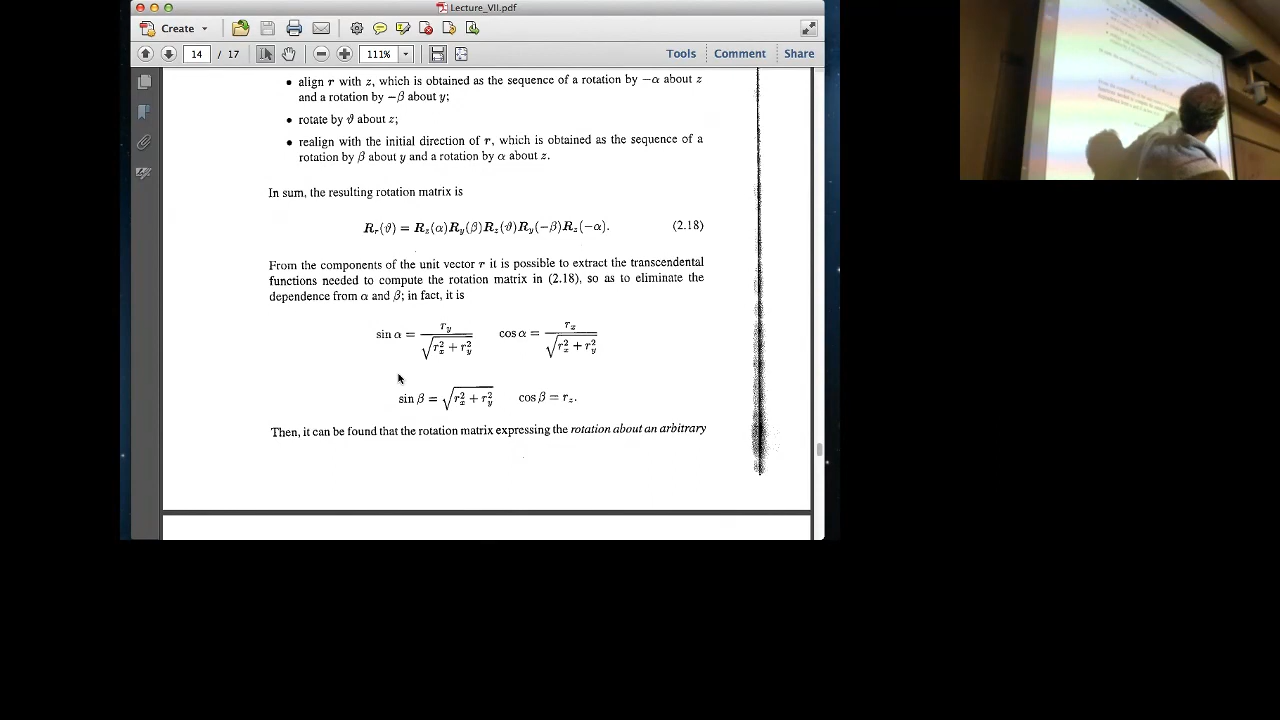 Lecture_VII.pdf
Create
14 / 17
111%
Tools Comment Share
• align r with z, which is obtained as the sequence of a rotation by −α about z
and a rotation by −β about y;
• rotate by ϑ about z;
• realign with the initial direction of r, which is obtained as the sequence of a
rotation by β about y and a rotation by α about z.
In sum, the resulting rotation matrix is
R_r(ϑ) = R_z(α)R_y(β)R_z(ϑ)R_y(−β)R_z(−α). (2.18)
From the components of the unit vector r it is possible to extract the transcendental
functions needed to compute the rotation matrix in (2.18), so as to eliminate the
dependence from α and β; in fact, it is
sin α = r_y / √(r_x² + r_y²) cos α = r_x / √(r_x² + r_y²)
sin β = √(r_x² + r_y²) cos β = r_z.
Then, it can be found that the rotation matrix expressing the rotation about an arbitrary